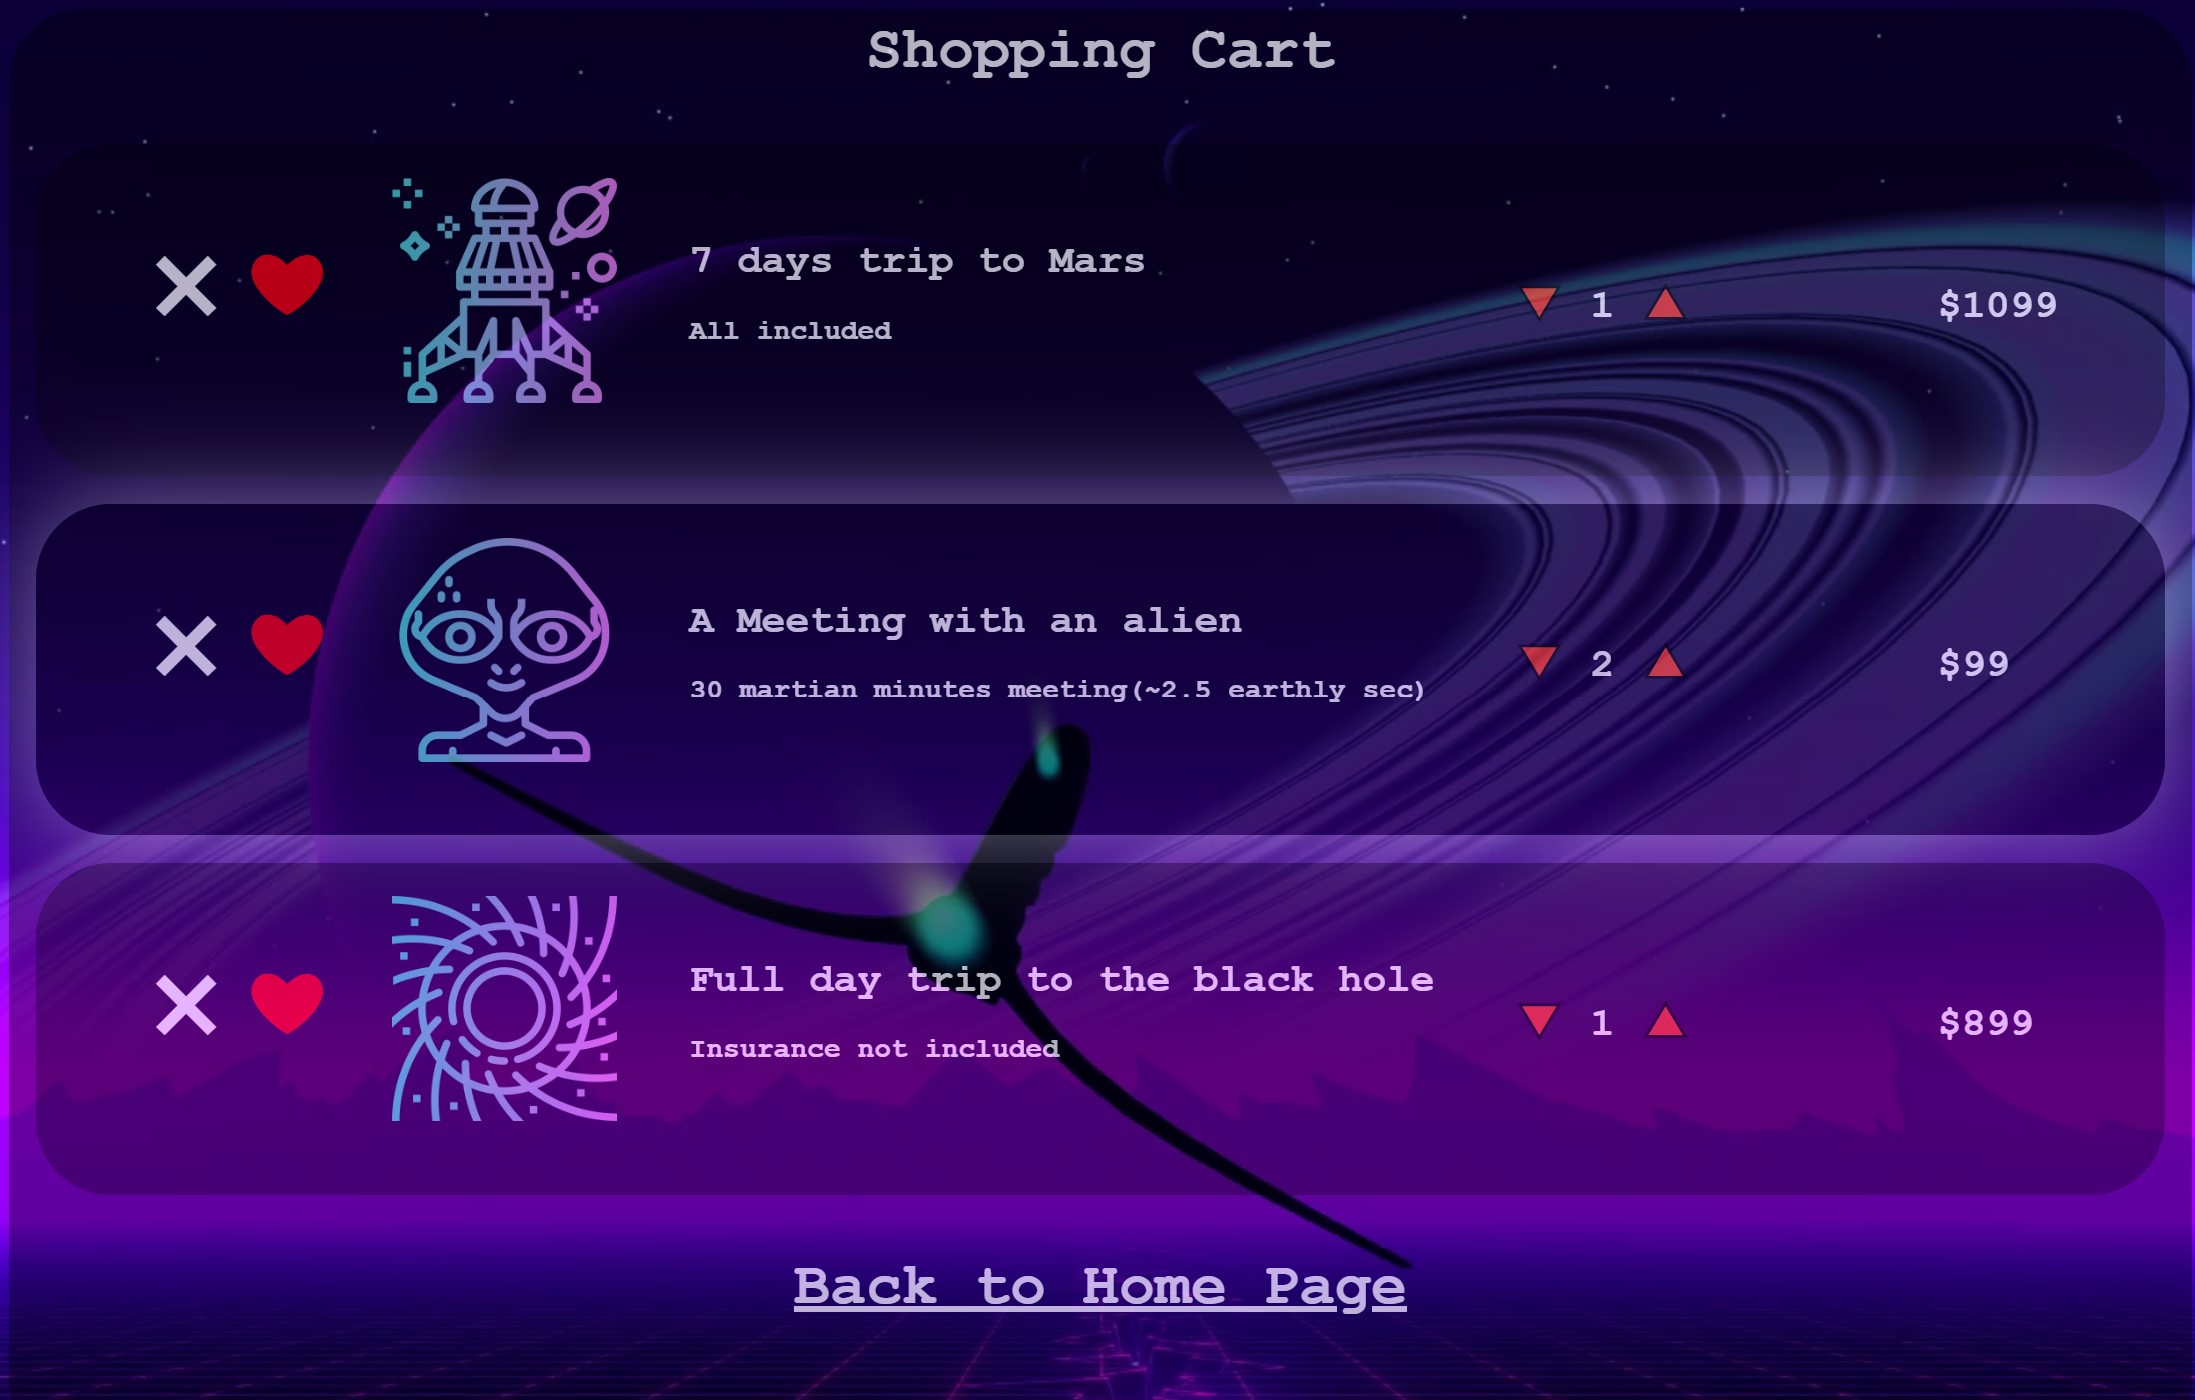 Shopping Cart
7 days trip to Mars
All included
1
$1099
A Meeting with an alien
30 martian minutes meeting(~2.5 earthly sec)
2
$99
Full day trip to the black hole
Insurance not included
1
$899
Back to Home Page